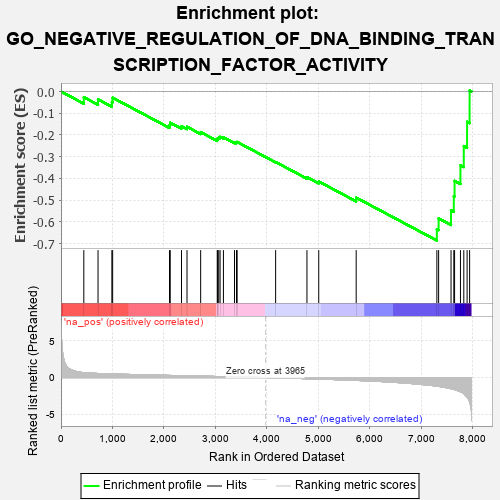 Enrichment plot:
GO_NEGATIVE_REGULATION_OF_DNA_BINDING_TRAN
SCRIPTION_FACTOR_ACTIVITY
Enrichment score (ES)
0.0
-0.1
-0.2
-0.3
-0.4
-0.5
-0.6
-0.7
'na_pos' (positively correlated)
Ranked list metric (PreRanked)
5
0
-5
Zero cross at 3965
'na_neg' (negatively correlated)
0
1,000
2,000
3,000
4,000
5,000
6,000
7,000
8,000
Rank in Ordered Dataset
Enrichment profile
Hits
Ranking metric scores